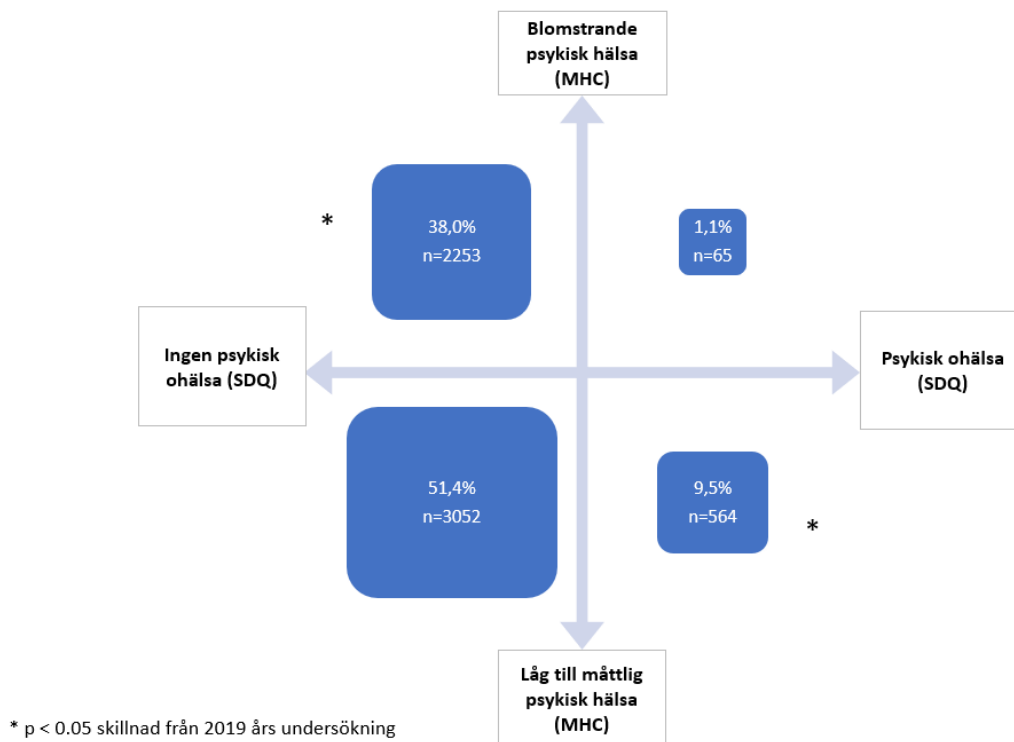 Blomstrande
psykisk hälsa
(MHC)
*
38,0%
n=2253
1,1%
n=65
Ingen psykisk
ohälsa (SDQ)
Psykisk ohälsa
(SDQ)
51,4%
n=3052
9,5%
n=564
*
Låg till måttlig
psykisk hälsa
(MHC)
* p < 0.05 skillnad från 2019 års undersökning